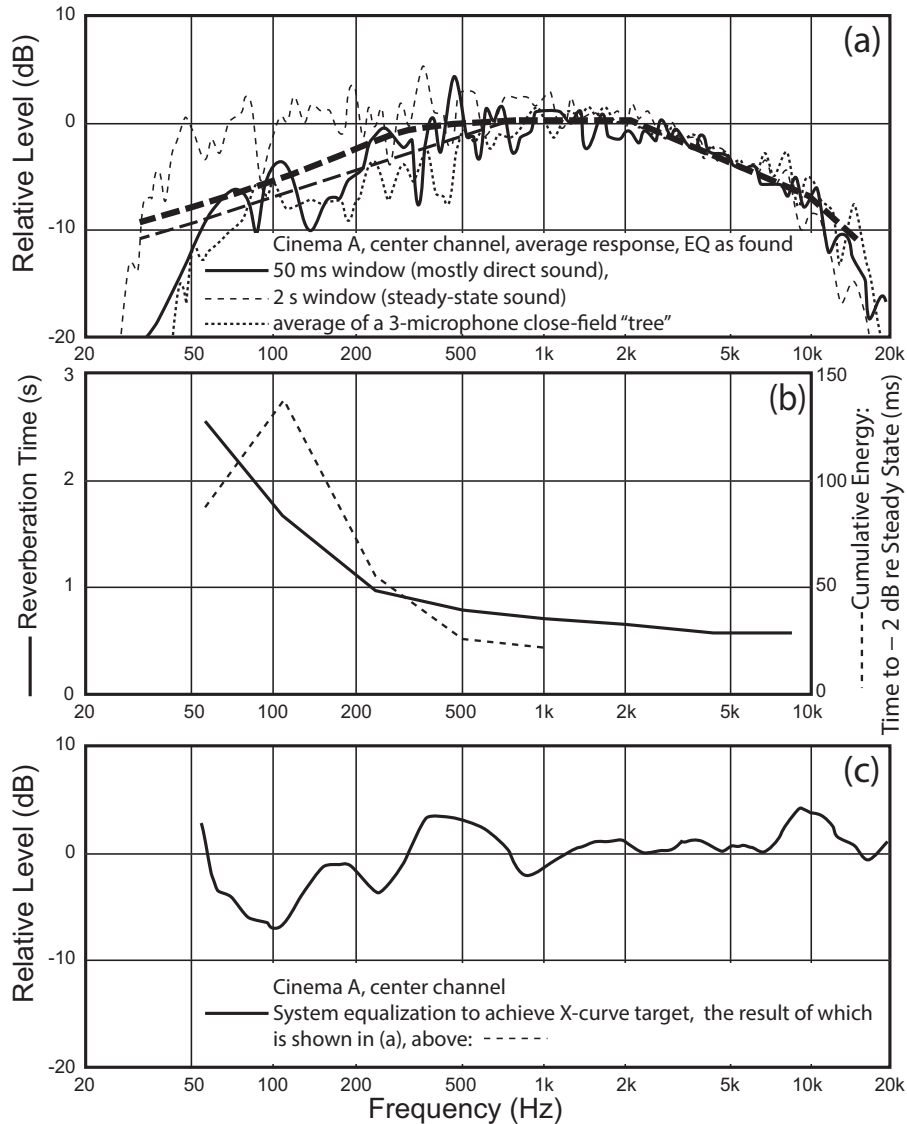 10
(a)
0
-10
-20
Relative Level (dB)
Cinema A, center channel, average response, EQ as found
50 ms window (mostly direct sound),
2 s window (steady-state sound)
average of a 3-microphone close-field “tree”
20 50 100 200 500 1k 2k 5k 10k 20k
3
2
1
0
Reverberation Time (s)
(b)
150
100
50
0
Cumulative Energy:
Time to – 2 dB re Steady State (ms)
20 50 100 200 500 1k 2k 5k 10k
10
(c)
0
-10
-20
Relative Level (dB)
Cinema A, center channel
System equalization to achieve X-curve target, the result of which
is shown in (a), above:
20 50 100 200 500 1k 2k 5k 10k 20k
Frequency (Hz)